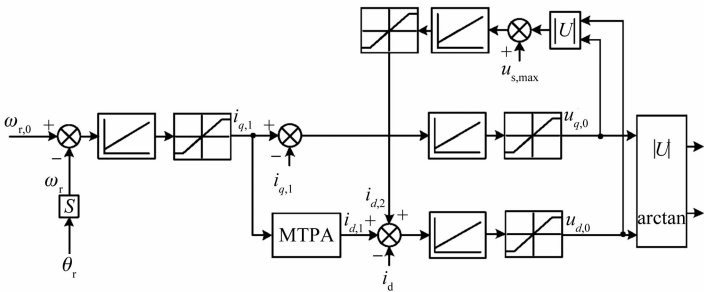 |U|
+
u_{s,max}
ω_{r,0}
+
−
i_{q,1}
+
−
u_{q,0}
i_{q,1}
ω_r
i_{d,2}
|U|
S
MTPA
i_{d,1}
+
+
−
u_{d,0}
arctan
θ_r
i_d